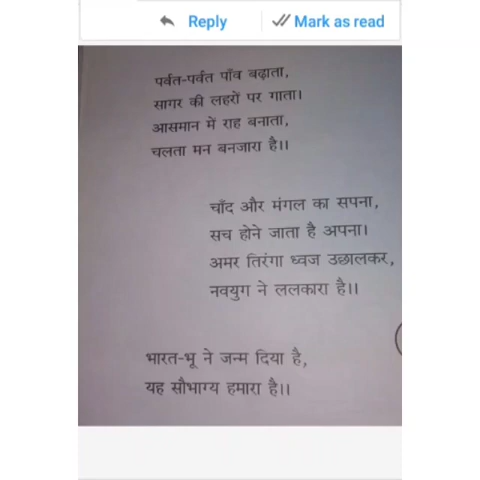 Reply
Mark as read
पर्वत-पर्वत पाँव बढ़ाता,
सागर की लहरों पर गाता।
आसमान में राह बनाता,
चलता मन बनजारा है।।
चाँद और मंगल का सपना,
सच होने जाता है अपना।
अमर तिरंगा ध्वज उछालकर,
नवयुग ने ललकारा है।।
भारत-भू ने जन्म दिया है,
यह सौभाग्य हमारा है।।